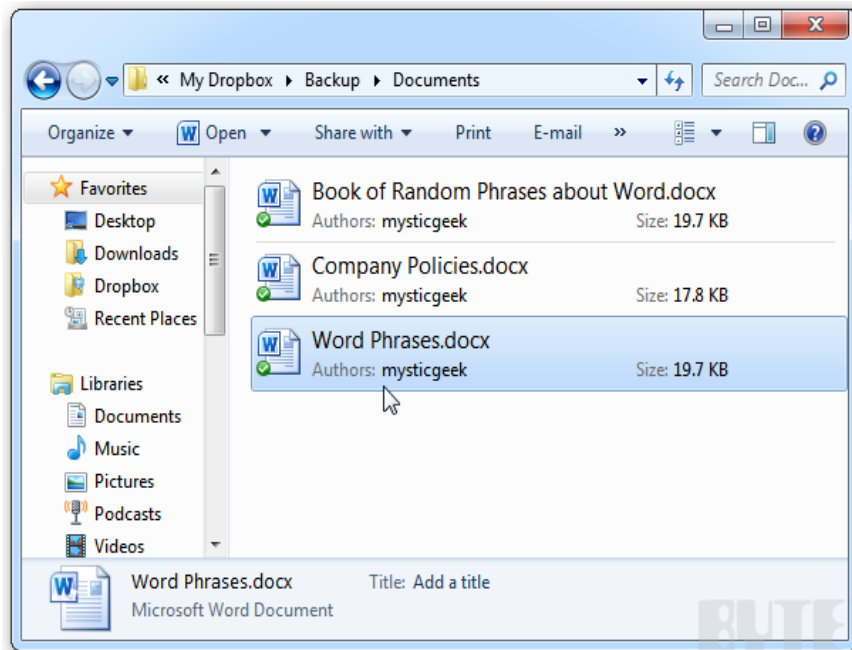 « My Dropbox Backup Documents Search Doc...
Organize Open Share with Print E-mail »
Favorites
Desktop
Downloads
Dropbox
Recent Places
Libraries
Documents
Music
Pictures
Podcasts
Videos
Book of Random Phrases about Word.docx
Authors: mysticgeek Size: 19.7 KB
Company Policies.docx
Authors: mysticgeek Size: 17.8 KB
Word Phrases.docx
Authors: mysticgeek Size: 19.7 KB
Word Phrases.docx Title: Add a title
Microsoft Word Document
BYTE